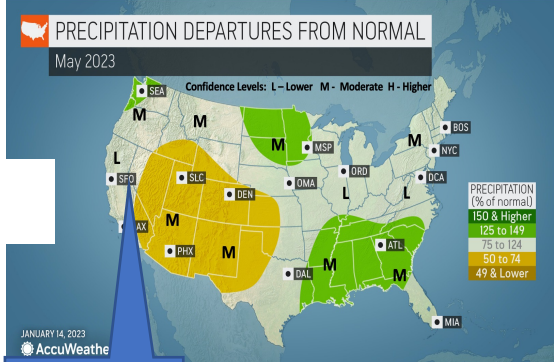 PRECIPITATION DEPARTURES FROM NORMAL
May 2023
Confidence Levels: L – Lower M - Moderate H - Higher
SEA
M
M
M
MSP
M
BOS
NYC
L
SFO
SLC
DEN
OMA
ORD
L
L
DCA
AX
M
PHX
M
DAL
M
ATL
M
MIA
PRECIPITATION
(% of normal)
150 & Higher
125 to 149
75 to 124
50 to 74
49 & Lower
JANUARY 14, 2023
AccuWeathe